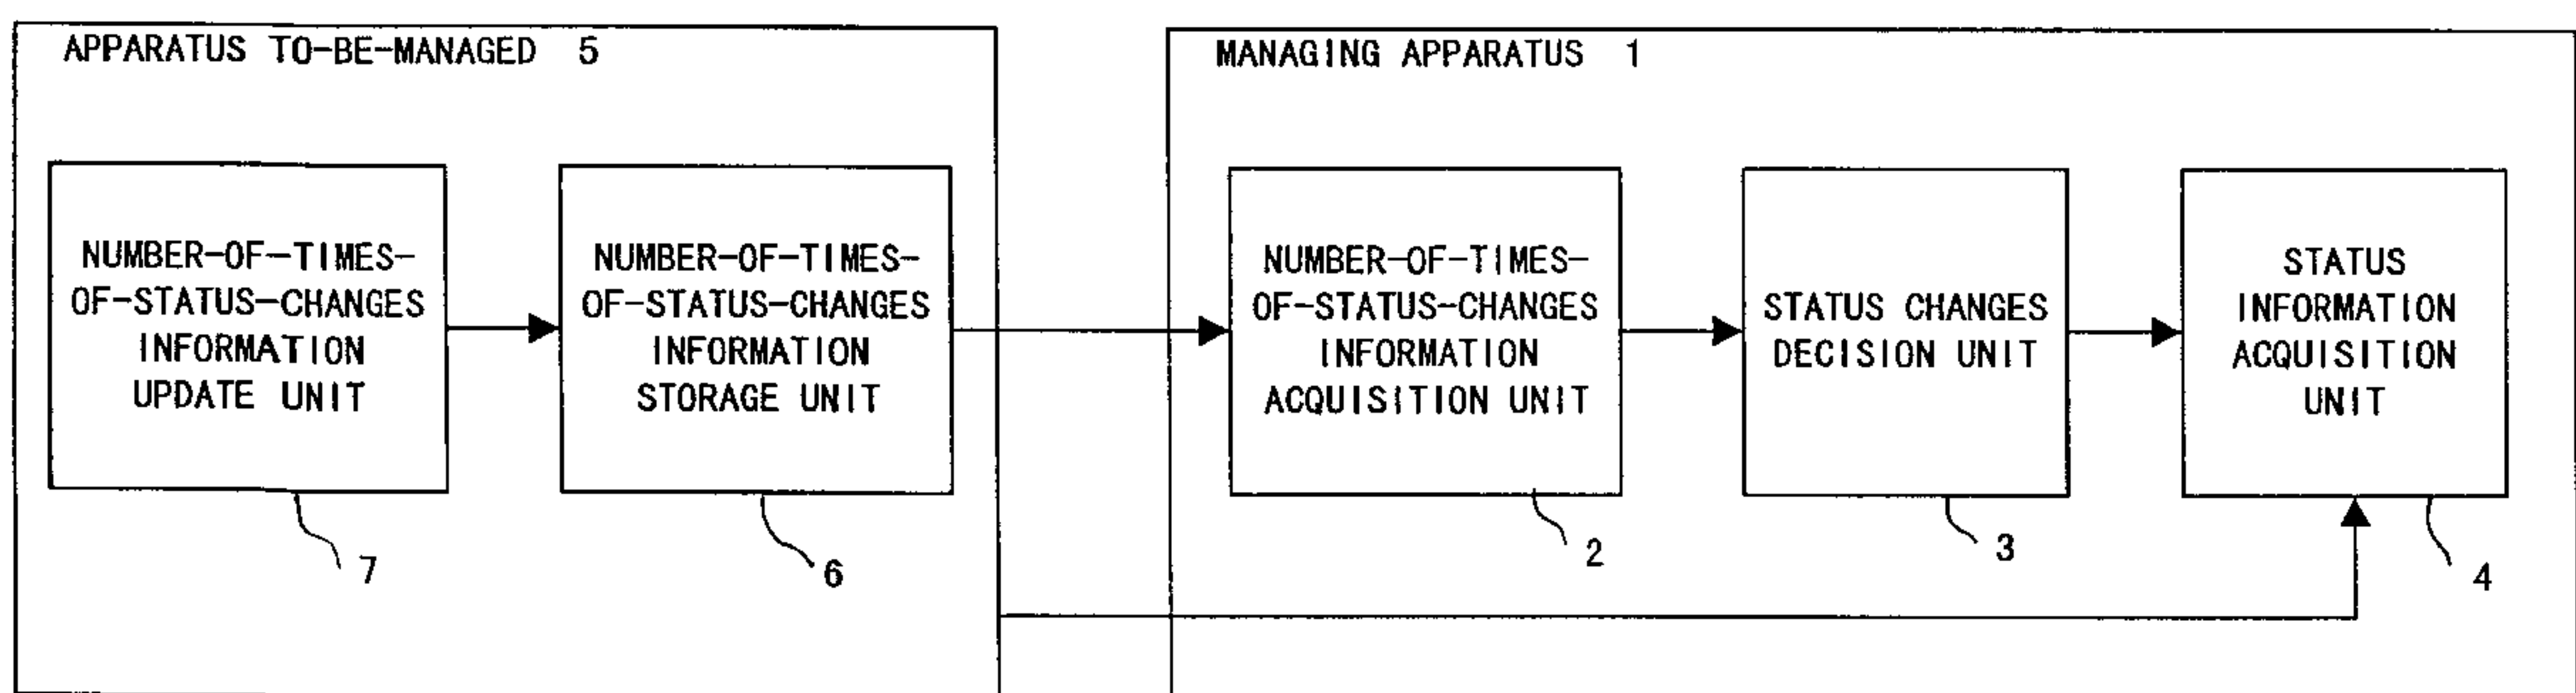 APPARATUS TO-BE-MANAGED 5
NUMBER-OF-TIMES-
OF-STATUS-CHANGES
INFORMATION
UPDATE UNIT
7
NUMBER-OF-TIMES-
OF-STATUS-CHANGES
INFORMATION
STORAGE UNIT
6
MANAGING APPARATUS 1
NUMBER-OF-TIMES-
OF-STATUS-CHANGES
INFORMATION
ACQUISITION UNIT
2
STATUS CHANGES
DECISION UNIT
3
STATUS
INFORMATION
ACQUISITION
UNIT
4